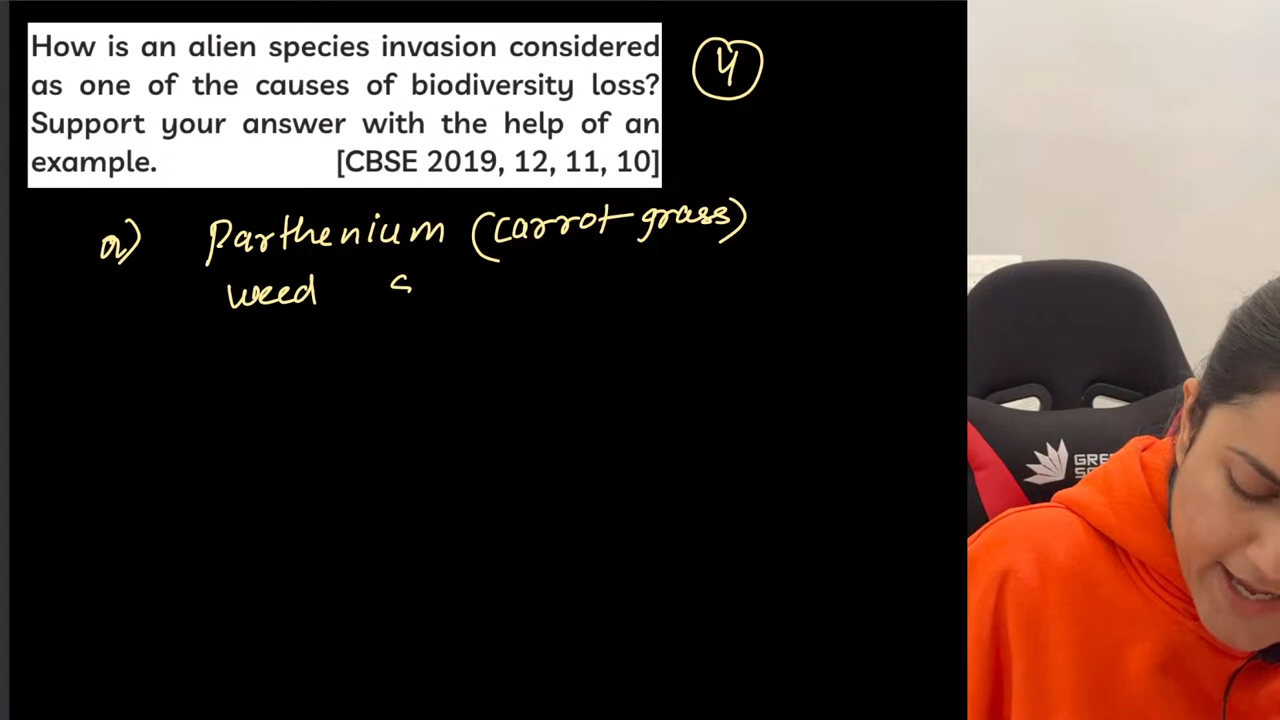 How is an alien species invasion considered
as one of the causes of biodiversity loss?
Support your answer with the help of an
example. [CBSE 2019, 12, 11, 10]
4
a) Parthenium (carrot grass)
weed
GREE